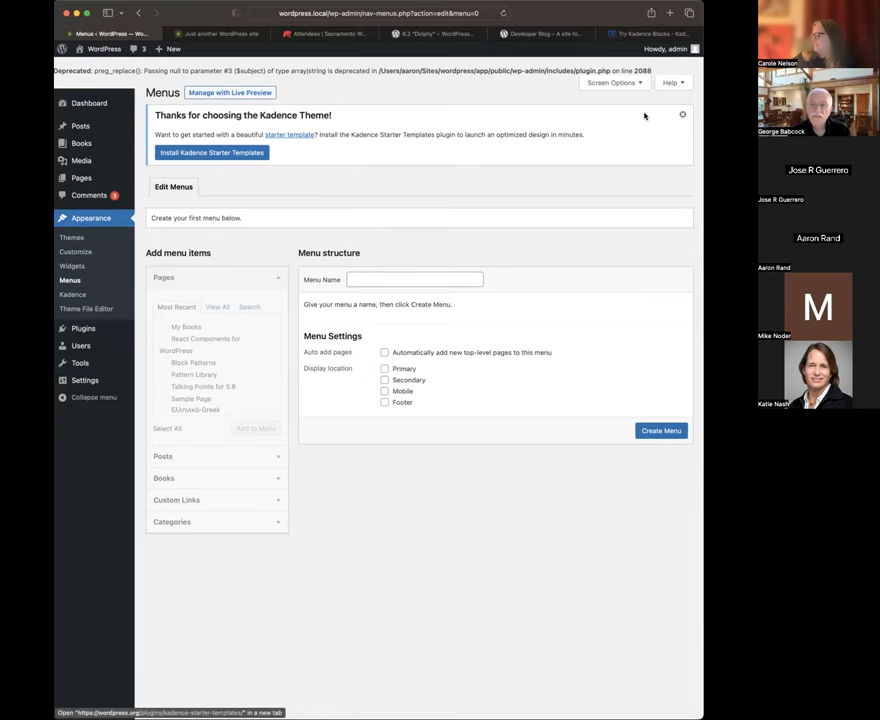 wordpress.local/wp-admin/nav-menus.php?action=edit&menu=0
Menus ‹ WordPress — Wo...
Just another WordPress site
Attendees | Sacramento W...
6.2 "Dolphy" – WordPress...
Developer Blog – A site fo...
Try Kadence Blocks - Kad...
WordPress
3
New
Howdy, admin
Deprecated: preg_replace(): Passing null to parameter #3 ($subject) of type array|string is deprecated in /Users/aaron/Sites/wordpress/app/public/wp-admin/includes/plugin.php on line 2088
Screen Options
Help
Menus
Manage with Live Preview
Thanks for choosing the Kadence Theme!
Want to get started with a beautiful starter template? Install the Kadence Starter Templates plugin to launch an optimized design in minutes.
Install Kadence Starter Templates
Dashboard
Posts
Books
Media
Pages
Comments 3
Appearance
Themes
Customize
Widgets
Menus
Kadence
Theme File Editor
Plugins
Users
Tools
Settings
Collapse menu
Edit Menus
Create your first menu below.
Add menu items
Pages
Most Recent
View All
Search
My Books
React Components for
WordPress
Block Patterns
Pattern Library
Talking Points for 5.8
Sample Page
Ελληνικά-Greek
Select All
Add to Menu
Posts
Books
Custom Links
Categories
Menu structure
Menu Name
Give your menu a name, then click Create Menu.
Menu Settings
Auto add pages
Automatically add new top-level pages to this menu
Display location
Primary
Secondary
Mobile
Footer
Create Menu
Open "https://wordpress.org/plugins/kadence-starter-templates/" in a new tab
Carole Nelson
George Babcock
Jose R Guerrero
Jose R Guerrero
Aaron Rand
Aaron Rand
M
Mike Noder
Katie Nash